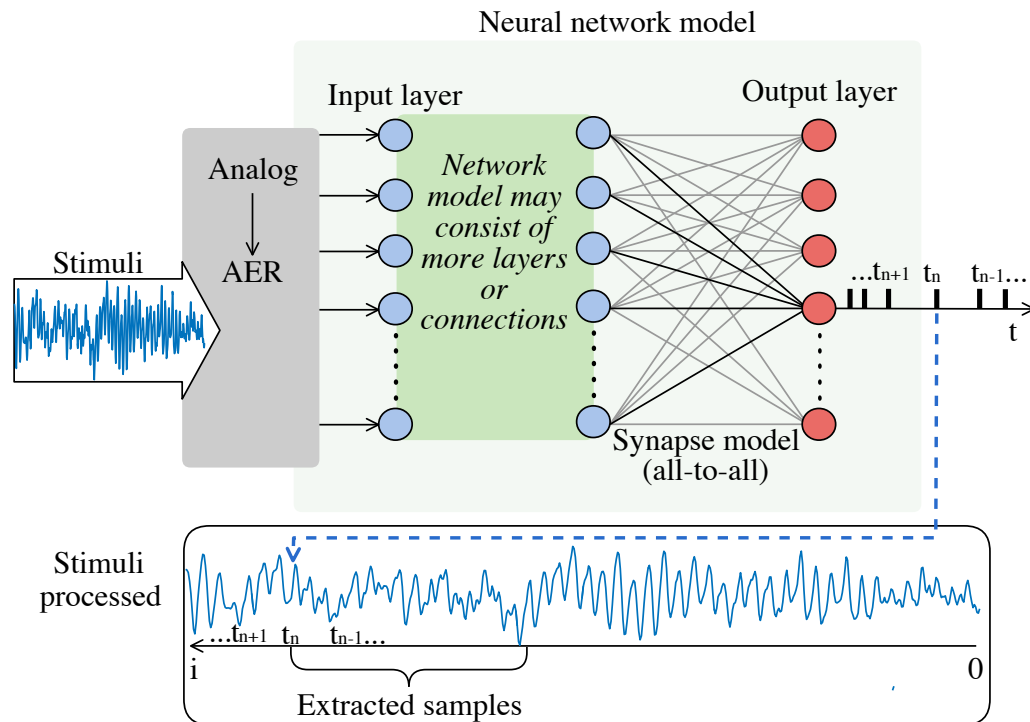 Neural network model
Input layer
Output layer
Analog
AER
Stimuli
Network
model may
consist of
more layers
or
connections
...tn+1 tn tn-1...
t
Synapse model
(all-to-all)
Stimuli
processed
...tn+1 tn tn-1...
i 0
Extracted samples